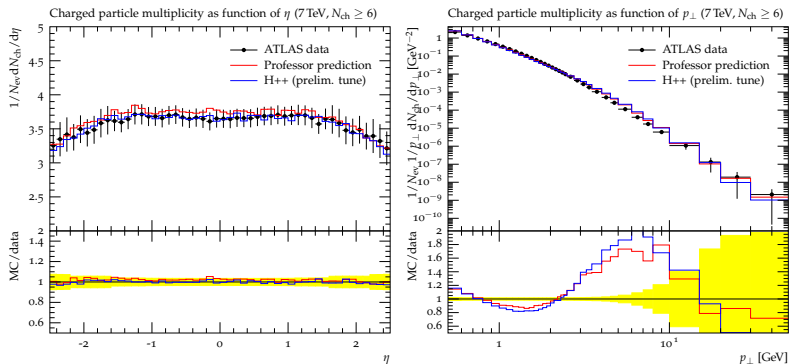 Charged particle multiplicity as function of η (7 TeV, N_ch ≥ 6)
1/N_ev dN_ch/dη
ATLAS data
Professor prediction
H++ (prelim. tune)
5
4.5
4
3.5
3
2.5
2
MC/data
1.4
1.2
1
0.8
0.6
-2 -1 0 1 2
η
Charged particle multiplicity as function of p⊥ (7 TeV, N_ch ≥ 6)
1/N_ev 1/p⊥ dN_ch/dp⊥ [GeV⁻²]
ATLAS data
Professor prediction
H++ (prelim. tune)
1
10⁻¹
10⁻²
10⁻³
10⁻⁴
10⁻⁵
10⁻⁶
10⁻⁷
10⁻⁸
10⁻⁹
10⁻¹⁰
MC/data
2
1.8
1.6
1.4
1.2
1
0.8
0.6
1 10¹
p⊥ [GeV]